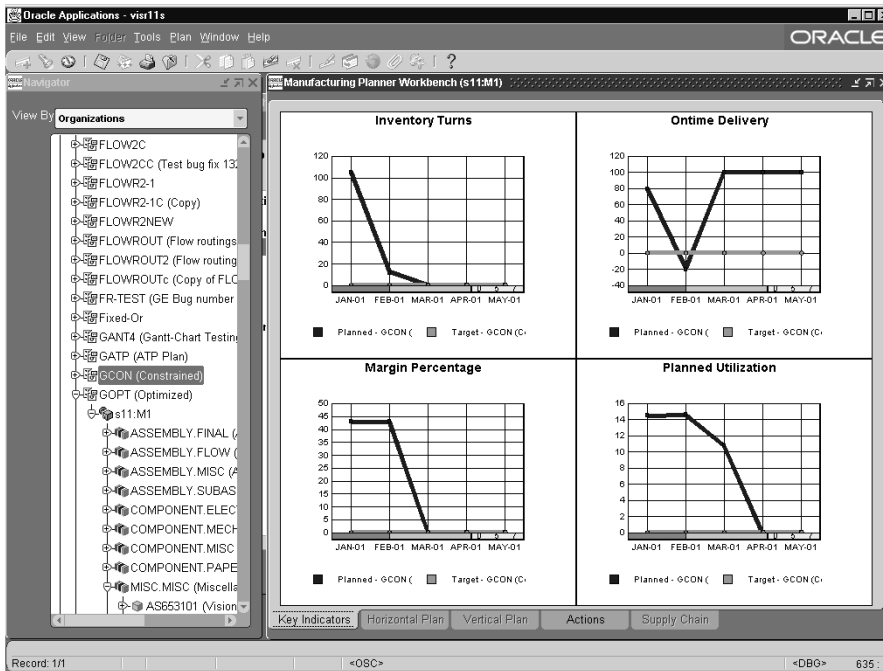 Oracle Applications - visr11s
File Edit View Folder Tools Plan Window Help
ORACLE
Navigator
View By Organizations
FLOW2C
FLOW2CC (Test bug fix 132
FLOWR2-1
FLOWR2-1C (Copy)
FLOWR2NEW
FLOWROUT (Flow routings
FLOWROUT2 (Flow routing
FLOWROUTc (Copy of FLC
FR-TEST (GE Bug number
Fixed-Or
GANT4 (Gantt-Chart Testing
GATP (ATP Plan)
GCON (Constrained)
GOPT (Optimized)
s11:M1
ASSEMBLY.FINAL (
ASSEMBLY.FLOW (
ASSEMBLY.MISC (A
ASSEMBLY.SUBAS
COMPONENT.ELEC
COMPONENT.MECH
COMPONENT.MISC
COMPONENT.PAPE
MISC.MISC (Miscella
AS653101 (Vision
Manufacturing Planner Workbench (s11:M1)
Inventory Turns
120
100
80
60
40
20
0
JAN-01 FEB-01 MAR-01 APR-01 MAY-01
Planned - GCON ( Target - GCON (C
Ontime Delivery
120
100
80
60
40
20
0
-20
-40
JAN-01 FEB-01 MAR-01 APR-01 MAY-01
Planned - GCON ( Target - GCON (C
Margin Percentage
50
45
40
35
30
25
20
15
10
5
0
JAN-01 FEB-01 MAR-01 APR-01 MAY-01
Planned - GCON ( Target - GCON (C
Planned Utilization
16
14
12
10
8
6
4
2
0
JAN-01 FEB-01 MAR-01 APR-01 MAY-01
Planned - GCON ( Target - GCON (C
Key Indicators Horizontal Plan Vertical Plan Actions Supply Chain
Record: 1/1 <OSC> <DBG> 635